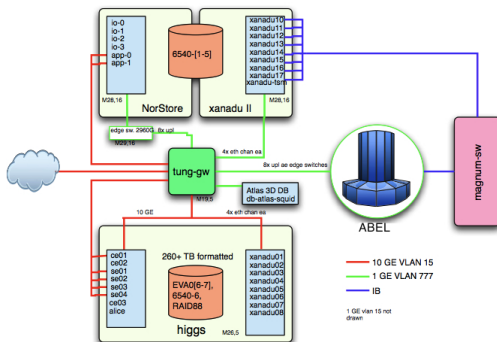 io-0
io-1
io-2
io-3
app-0
app-1
6540-[1-5]
xanadu10
xanadu11
xanadu12
xanadu13
xanadu14
xanadu15
xanadu16
xanadu17
xanadu-tsm
M28,16
NorStore
xanadu II
M28,16
edge sw. 2960G
8x upl
M29,16
4x eth chan ea
tung-gw
8x upl ae edge switches
M19,5
Atlas 3D DB
db-atlas-squid
ABEL
magnum-sw
10 GE
4x eth chan ea
ce01
ce02
se01
se02
se03
se04
ce03
alice
260+ TB formatted
EVA0[6-7],
6540-6,
RAID88
higgs
M26,5
xanadu01
xanadu02
xanadu03
xanadu04
xanadu05
xanadu06
xanadu07
xanadu08
10 GE VLAN 15
1 GE VLAN 777
IB
1 GE vlan 15 not
drawn